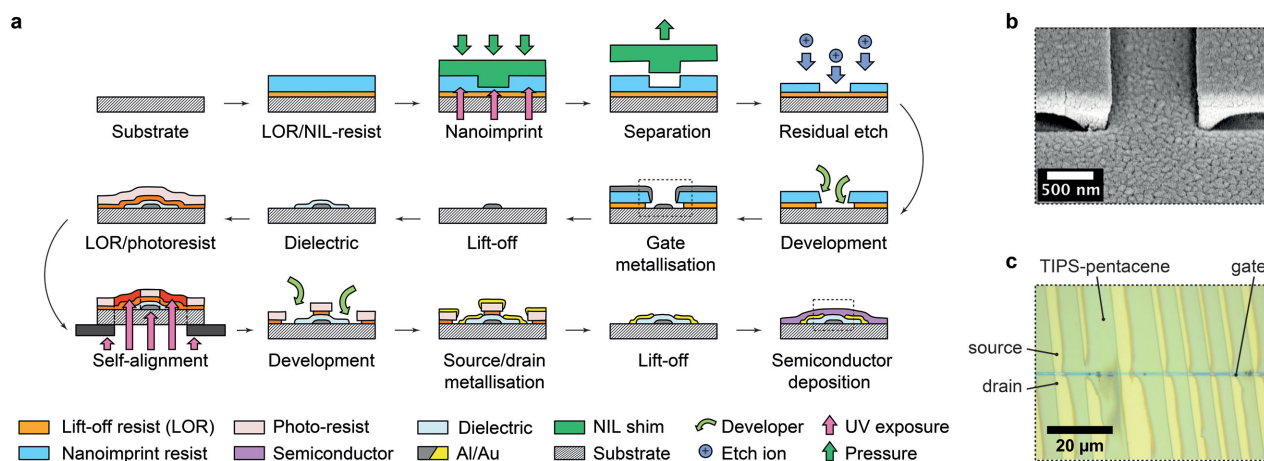 a
Substrate
LOR/NIL-resist
Nanoimprint
Separation
Residual etch
LOR/photoresist
Dielectric
Lift-off
Gate
metallisation
Development
Self-alignment
Development
Source/drain
metallisation
Lift-off
Semiconductor
deposition
Lift-off resist (LOR)
Photo-resist
Dielectric
NIL shim
Developer
UV exposure
Nanoimprint resist
Semiconductor
Al/Au
Substrate
+ Etch ion
Pressure
b
500 nm
c
TIPS-pentacene
gate
source
drain
20 µm